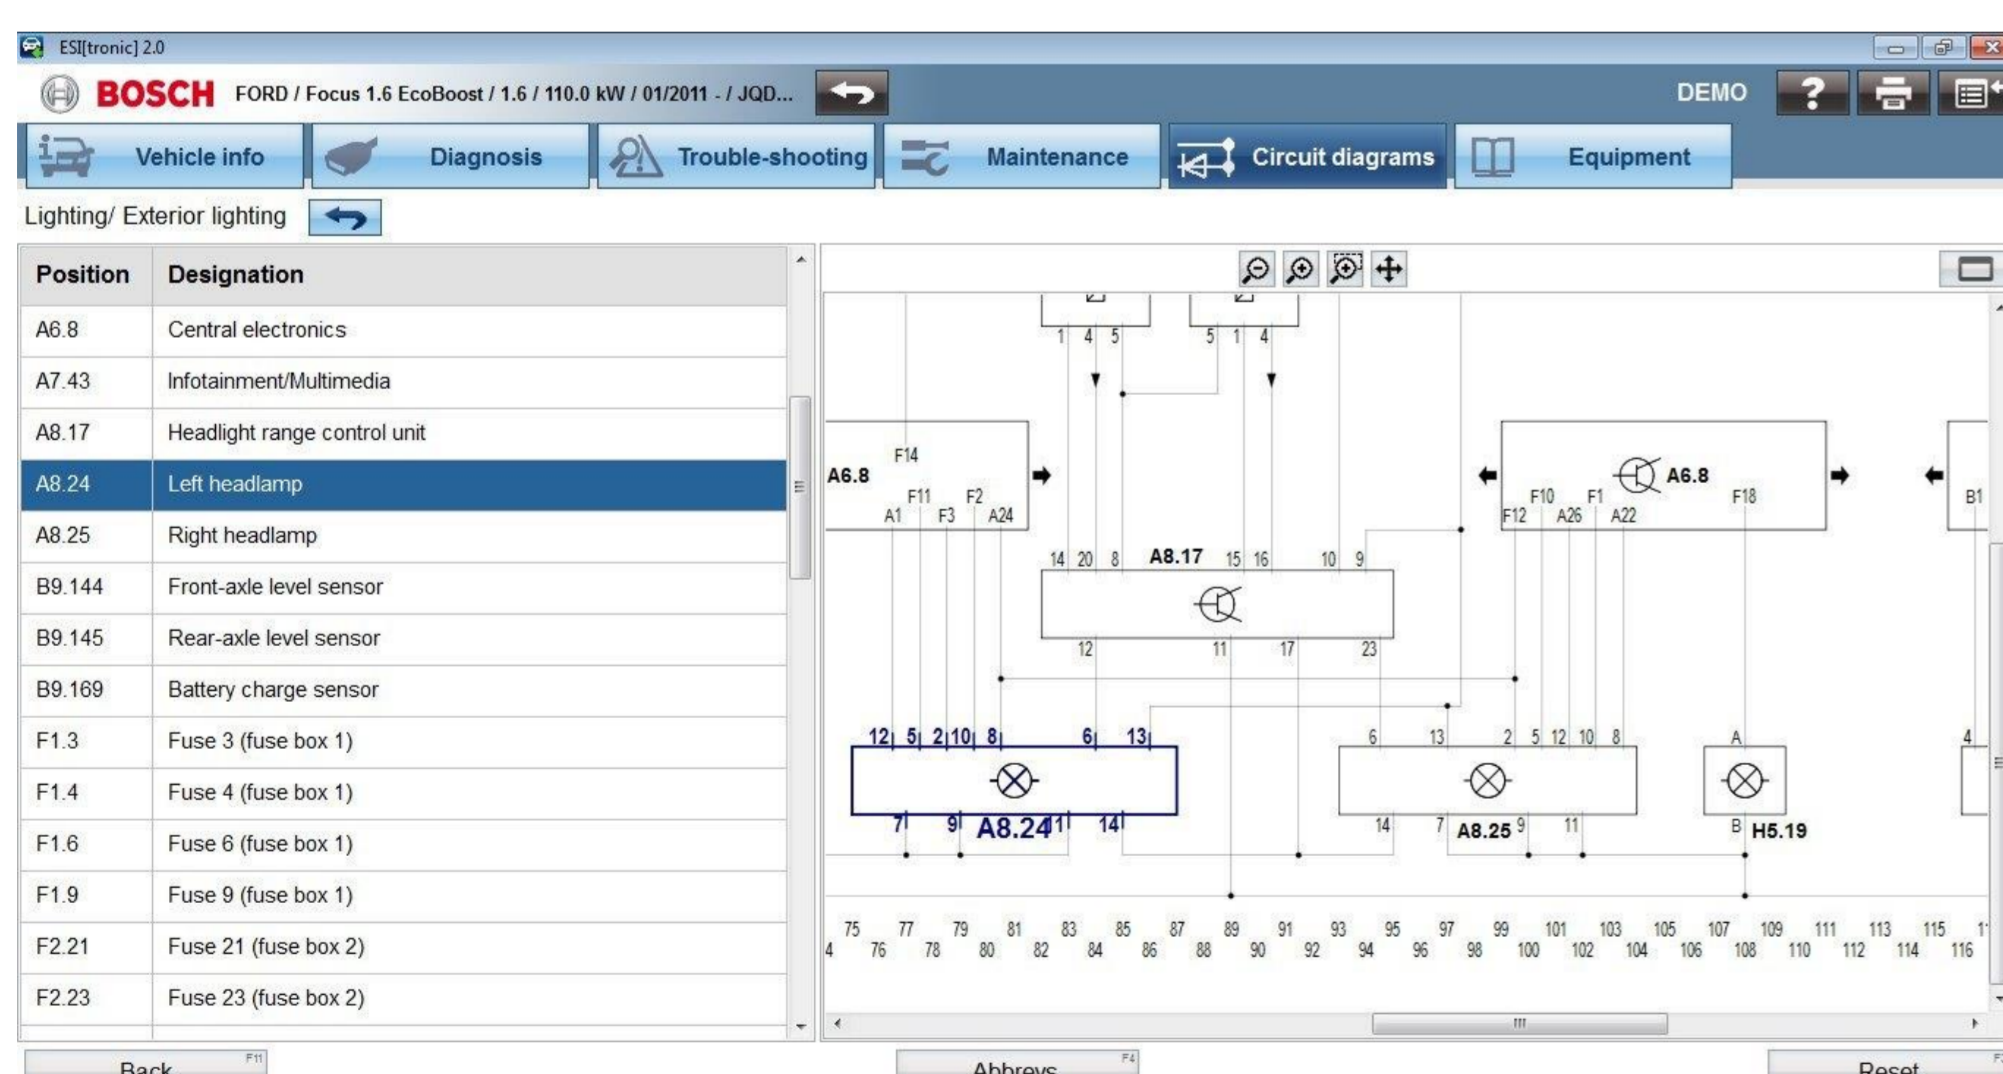 ESI[tronic] 2.0
BOSCH FORD / Focus 1.6 EcoBoost / 1.6 / 110.0 kW / 01/2011 - / JQD... DEMO ?
Vehicle info Diagnosis Trouble-shooting Maintenance Circuit diagrams Equipment
Lighting/ Exterior lighting
Position Designation
A6.8 Central electronics
A7.43 Infotainment/Multimedia
A8.17 Headlight range control unit
A8.24 Left headlamp
A8.25 Right headlamp
B9.144 Front-axle level sensor
B9.145 Rear-axle level sensor
B9.169 Battery charge sensor
F1.3 Fuse 3 (fuse box 1)
F1.4 Fuse 4 (fuse box 1)
F1.6 Fuse 6 (fuse box 1)
F1.9 Fuse 9 (fuse box 1)
F2.21 Fuse 21 (fuse box 2)
F2.23 Fuse 23 (fuse box 2)
1 4 5 5 1 4
F14
A6.8 A6.8
F11 F2 F10 F1 F18 B1
A1 F3 A24 F12 A26 A22
14 20 8 A8.17 15 16 10 9
12 11 17 23
12 5 2 10 8 6 13 6 13 2 5 12 10 8 A 4
7 9 A8.24 11 14 14 7 A8.25 9 11 B H5.19
75 77 79 81 83 85 87 89 91 93 95 97 99 101 103 105 107 109 111 113 115
4 76 78 80 82 84 86 88 90 92 94 96 98 100 102 104 106 108 110 112 114 116
Back F11 Abbrevs F4 Reset